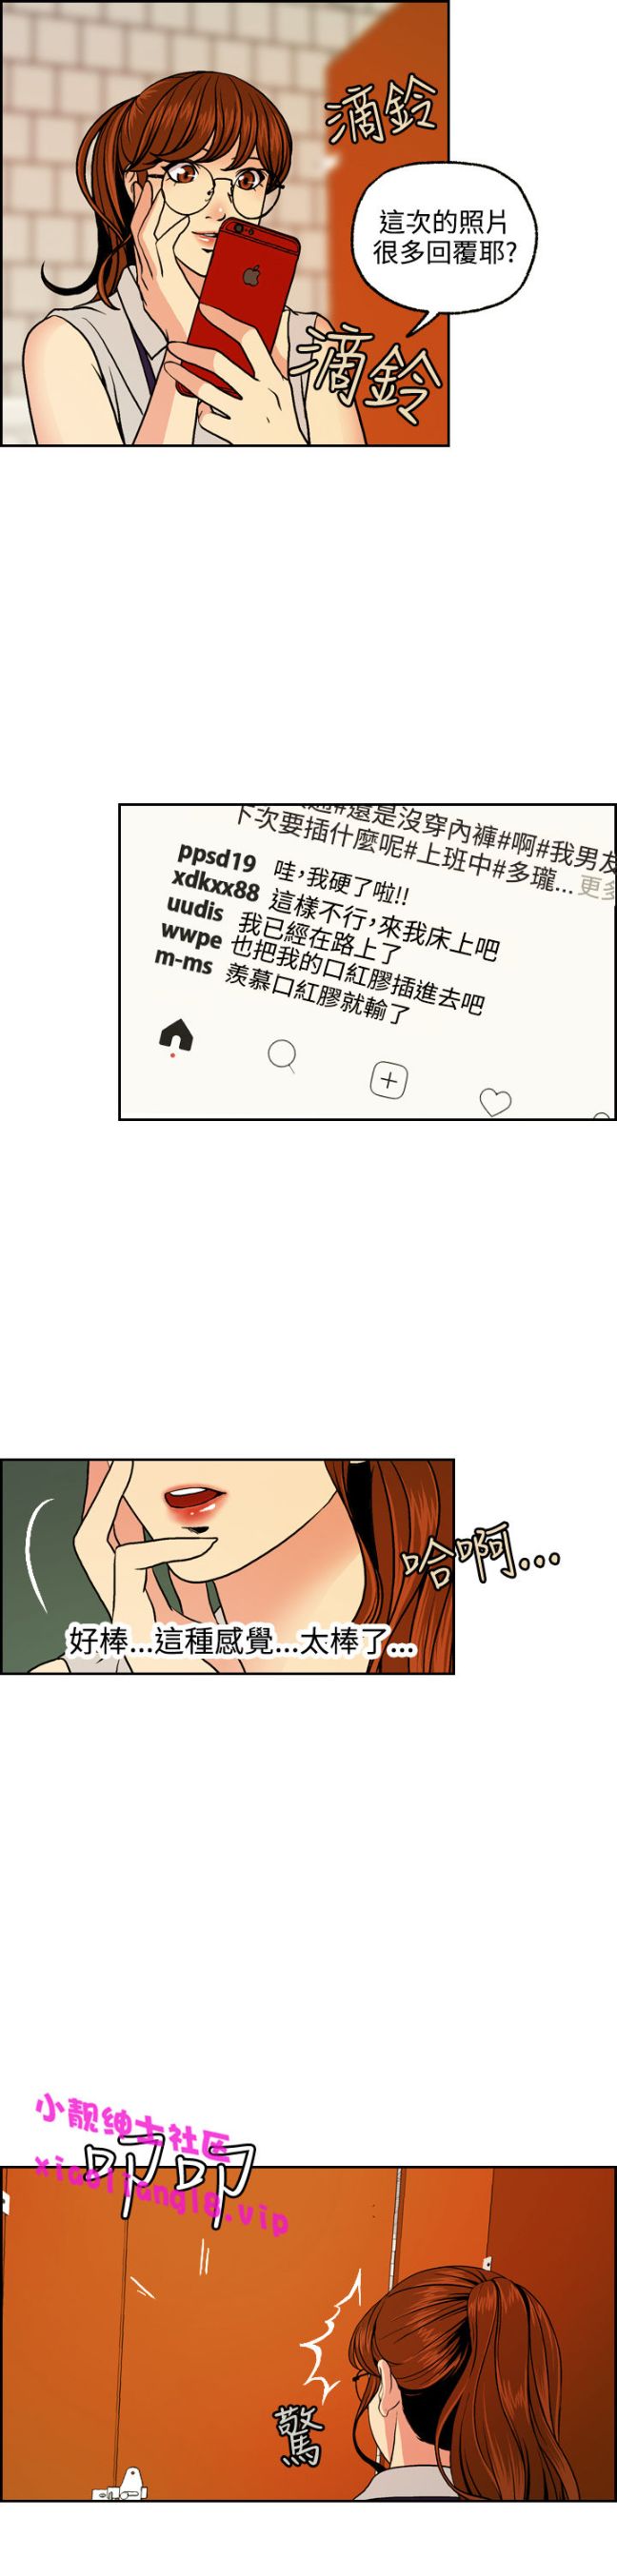 滴鈴
這次的照片
很多回覆耶?
滴鈴
還是沒穿內褲#啊#我男友
下次要插什麼呢#上班中#多瓏... 更多
ppsd19 哇,我硬了啦!!
xdkxx88 這樣不行,來我床上吧
uudis 我已經在路上了
wwpe 也把我的口紅膠插進去吧
m-ms 羨慕口紅膠就輸了
哈啊...
好棒...這種感覺...太棒了...
小靓绅士社区
叩叩
xiaoliang18.vip
驚